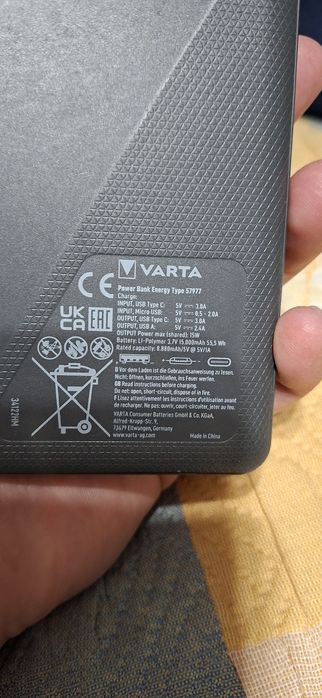 VARTA
Power Bank Energy Type 57977
Charge:
INPUT, USB Type C: 5V ⎓ 3.0A
INPUT, Micro USB: 5V ⎓ 0.5 - 2.0A
OUTPUT, USB Type C: 5V ⎓ 3.0A
OUTPUT, USB A: 5V ⎓ 2.4A
OUTPUT Power max (shared): 15W
Battery: Li-Polymer 3.7V 15.000mAh 55,5 Wh
Rated capacity: 8.880mAh/5V @ 5V/1A
D Vor dem Laden ist die Gebrauchsanweisung zu lesen.
Nicht: Öffnen, kurzschließen, ins Feuer werfen.
GB Read instructions before charging.
Do not: open, short-circuit, dispose of in fire.
F Lisez attentivement les instructions d'utilisation avant
de recharger. Ne pas: ouvrir, court-circuiter, jeter au feu.
VARTA Consumer Batteries GmbH & Co. KGaA,
Alfred-Krupp-Str. 9,
73479 Ellwangen, Germany
www.varta-ag.com Made in China
CE
UK
CA
EAC